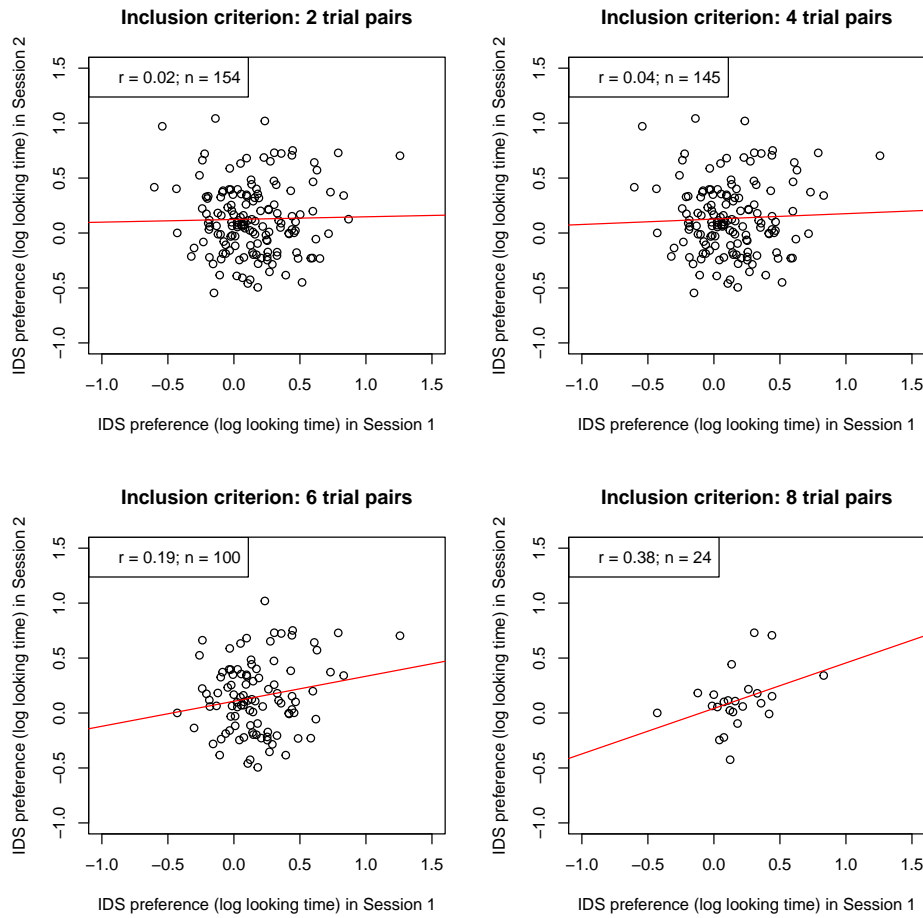 Inclusion criterion: 2 trial pairs
IDS preference (log looking time) in Session 2
1.5
1.0
0.5
0.0
−0.5
−1.0
r = 0.02; n = 154
−1.0 −0.5 0.0 0.5 1.0 1.5
IDS preference (log looking time) in Session 1
Inclusion criterion: 4 trial pairs
IDS preference (log looking time) in Session 2
1.5
1.0
0.5
0.0
−0.5
−1.0
r = 0.04; n = 145
−1.0 −0.5 0.0 0.5 1.0 1.5
IDS preference (log looking time) in Session 1
Inclusion criterion: 6 trial pairs
IDS preference (log looking time) in Session 2
1.5
1.0
0.5
0.0
−0.5
−1.0
r = 0.19; n = 100
−1.0 −0.5 0.0 0.5 1.0 1.5
IDS preference (log looking time) in Session 1
Inclusion criterion: 8 trial pairs
IDS preference (log looking time) in Session 2
1.5
1.0
0.5
0.0
−0.5
−1.0
r = 0.38; n = 24
−1.0 −0.5 0.0 0.5 1.0 1.5
IDS preference (log looking time) in Session 1